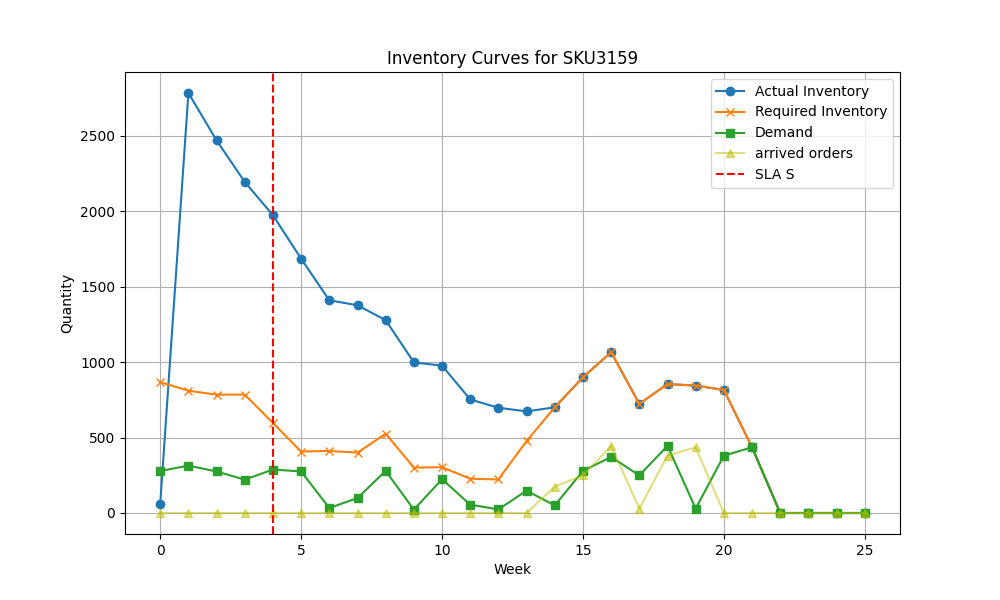 Inventory Curves for SKU3159
Actual Inventory
Required Inventory
Demand
arrived orders
SLA S
Quantity
2500
2000
1500
1000
500
0
0 5 10 15 20 25
Week